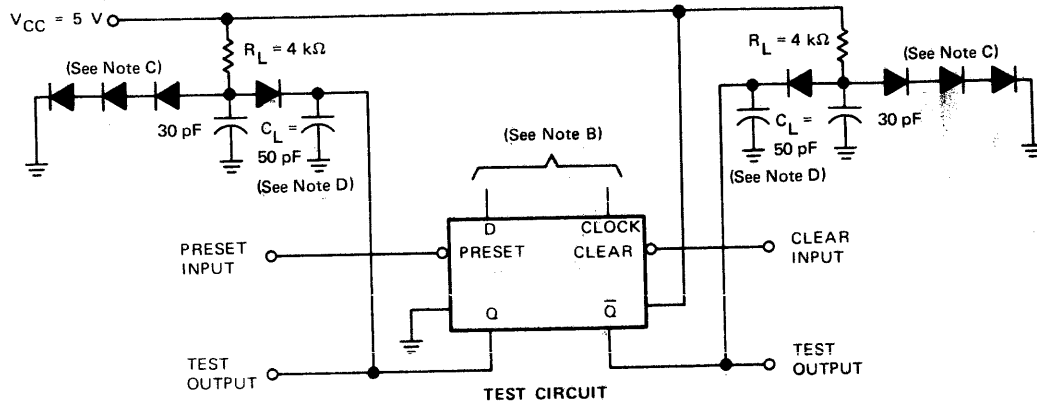 V_CC = 5 V
R_L = 4 kΩ
R_L = 4 kΩ
(See Note C)
(See Note C)
30 pF
C_L =
50 pF
(See Note D)
C_L =
50 pF
30 pF
(See Note D)
(See Note B)
D
CLOCK
PRESET
INPUT
PRESET
CLEAR
CLEAR
INPUT
Q
Q̅
TEST
OUTPUT
TEST
OUTPUT
TEST CIRCUIT